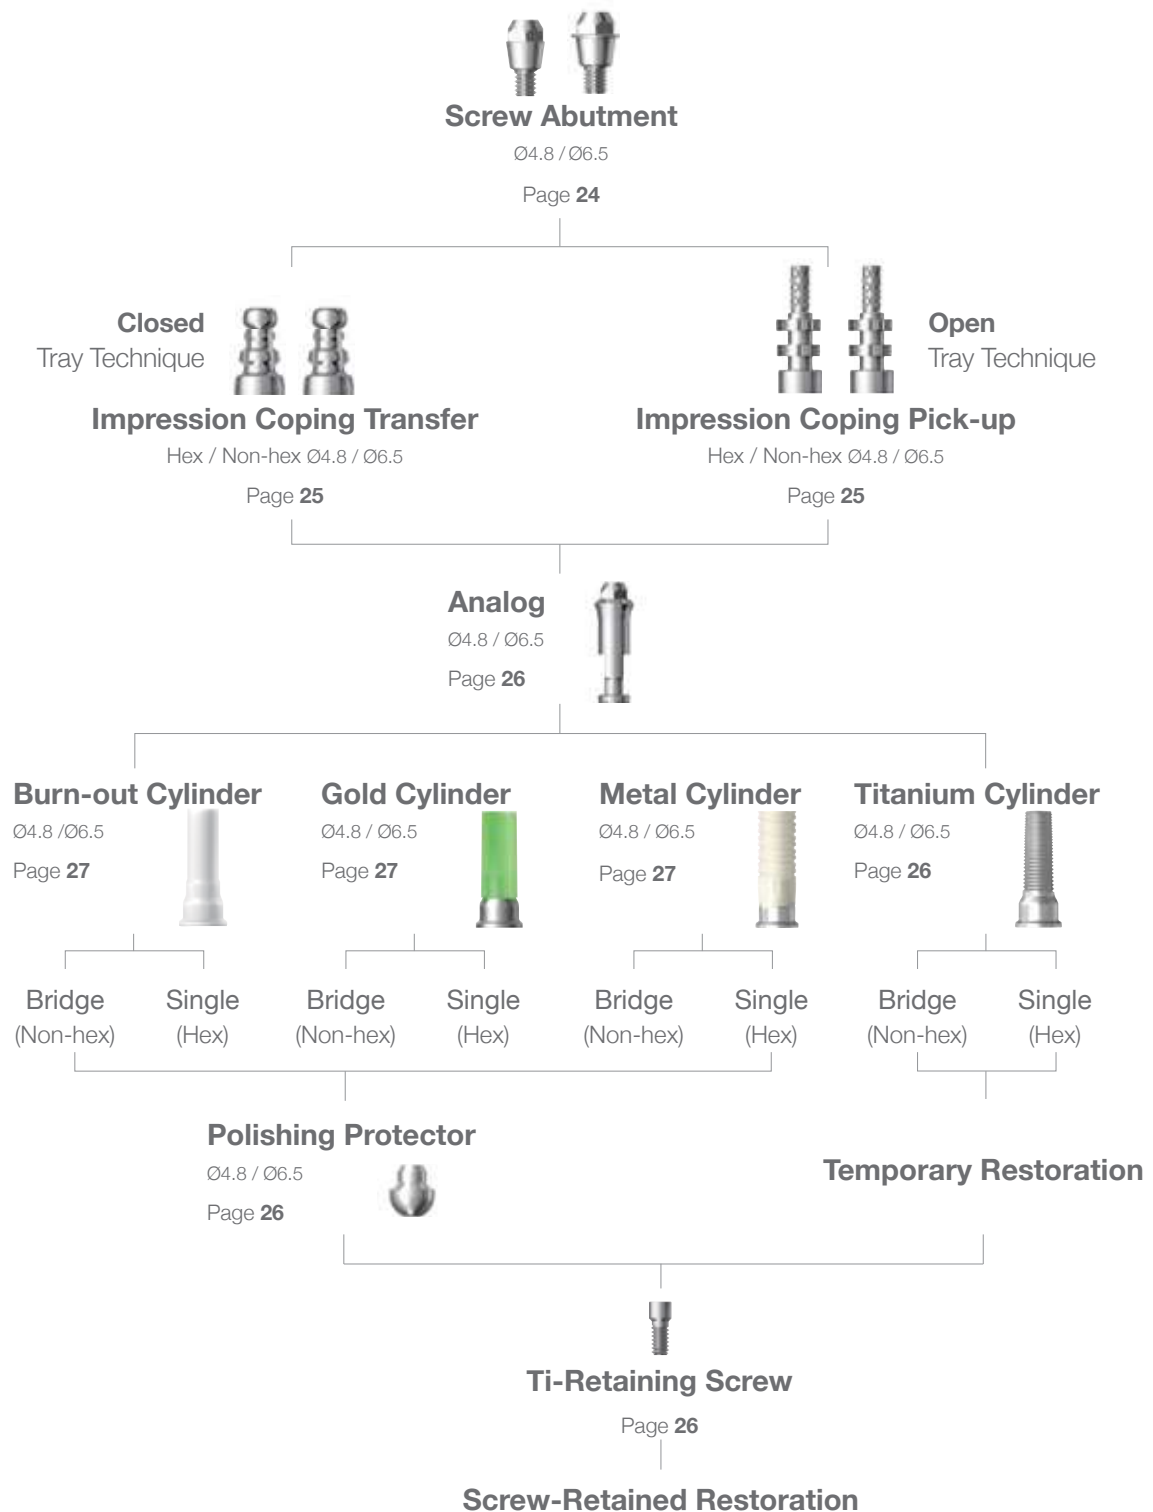 Screw Abutment
Ø4.8 / Ø6.5
Page 24
Closed
Tray Technique
Impression Coping Transfer
Hex / Non-hex Ø4.8 / Ø6.5
Page 25
Open
Tray Technique
Impression Coping Pick-up
Hex / Non-hex Ø4.8 / Ø6.5
Page 25
Analog
Ø4.8 / Ø6.5
Page 26
Burn-out Cylinder
Ø4.8 /Ø6.5
Page 27
Gold Cylinder
Ø4.8 / Ø6.5
Page 27
Metal Cylinder
Ø4.8 / Ø6.5
Page 27
Titanium Cylinder
Ø4.8 / Ø6.5
Page 26
Bridge
(Non-hex)
Single
(Hex)
Bridge
(Non-hex)
Single
(Hex)
Bridge
(Non-hex)
Single
(Hex)
Bridge
(Non-hex)
Single
(Hex)
Polishing Protector
Ø4.8 / Ø6.5
Page 26
Temporary Restoration
Ti-Retaining Screw
Page 26
Screw-Retained Restoration